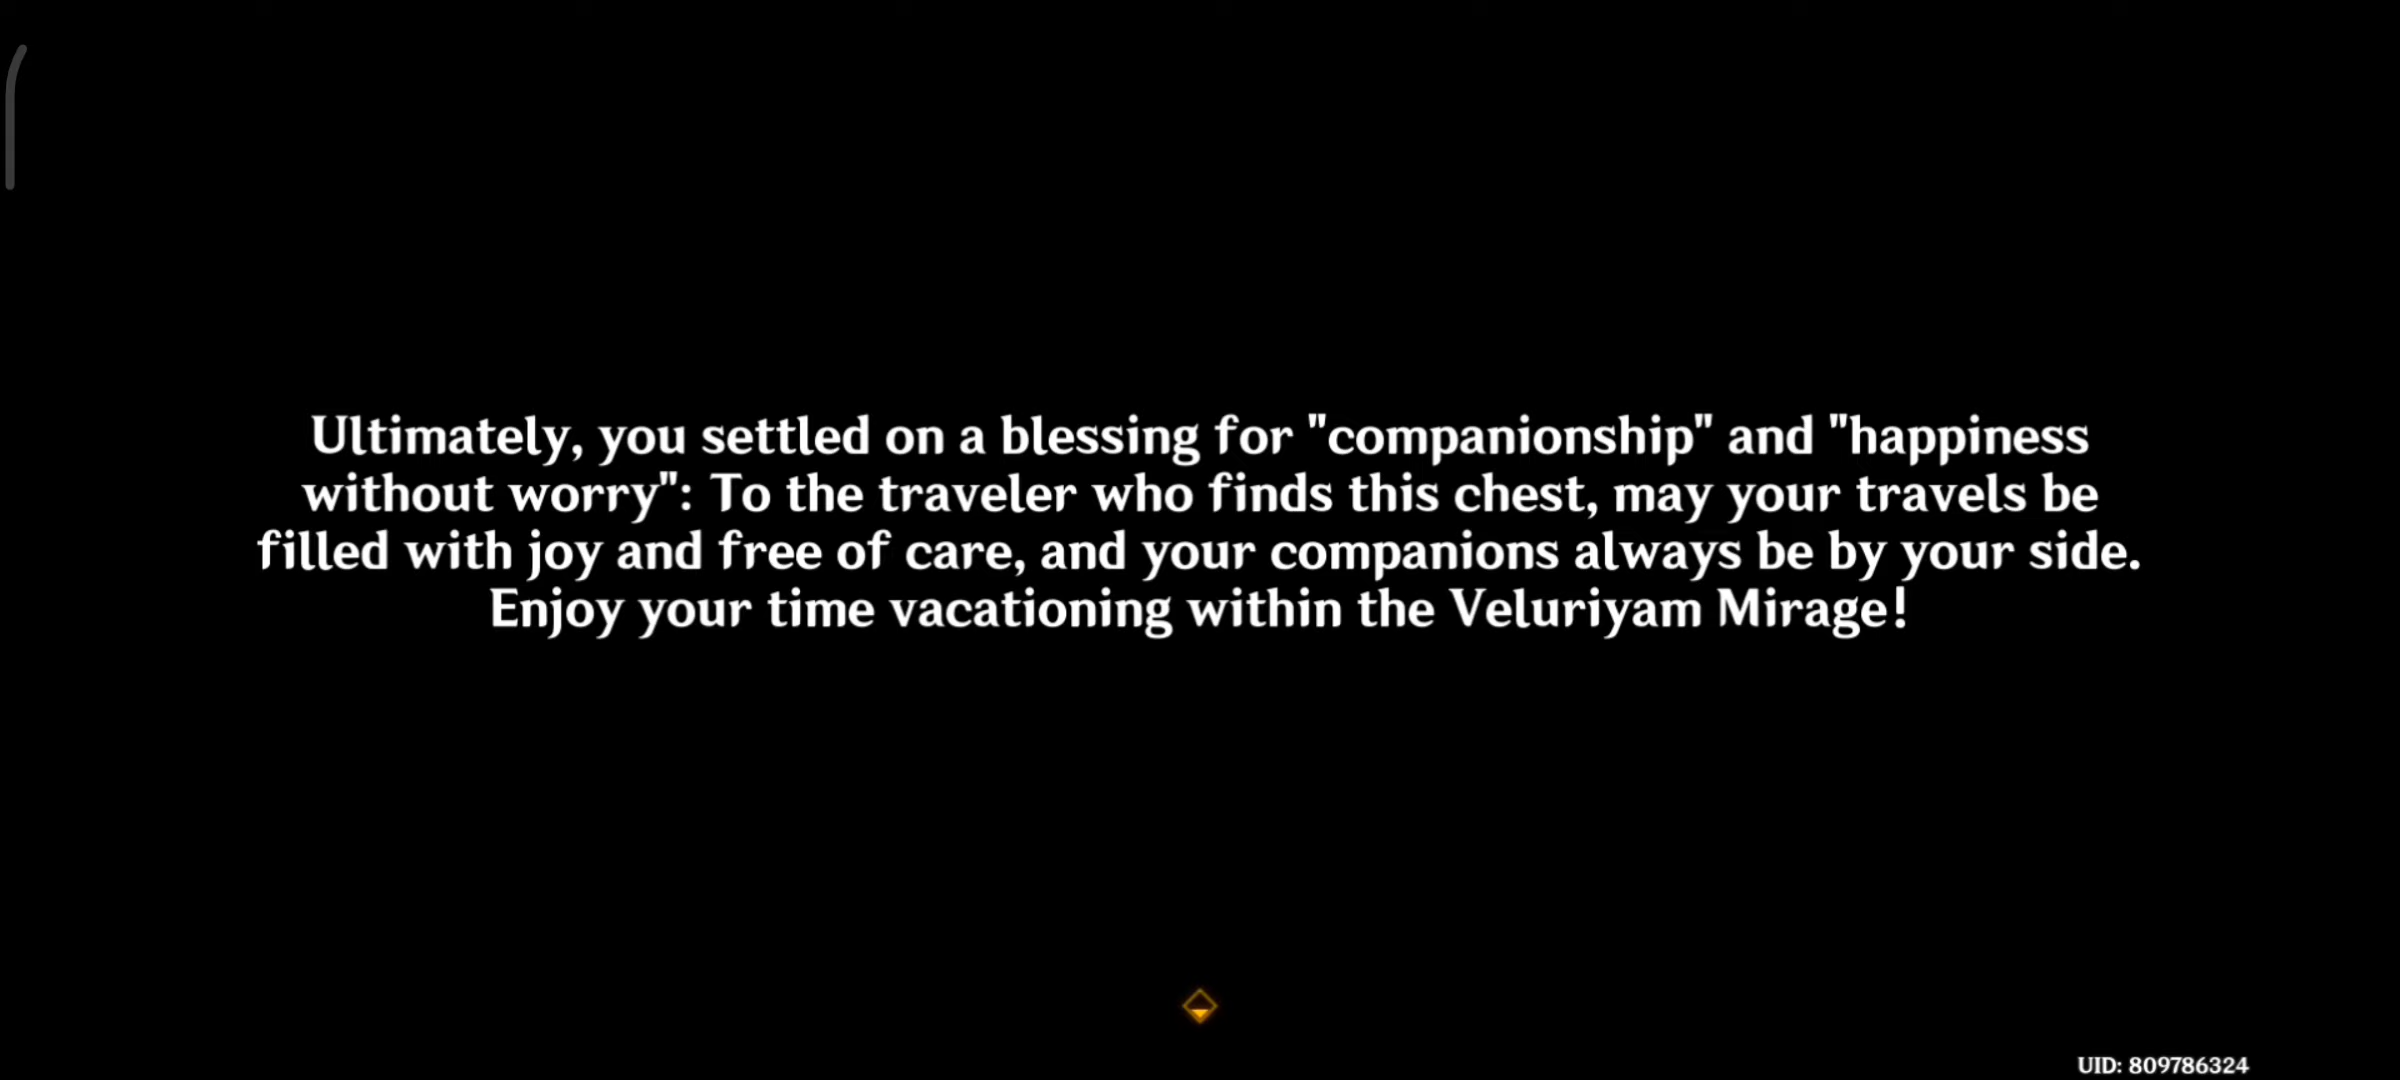 Ultimately, you settled on a blessing for "companionship" and "happiness
without worry": To the traveler who finds this chest, may your travels be
filled with joy and free of care, and your companions always be by your side.
Enjoy your time vacationing within the Veluriyam Mirage!
UID: 809786324